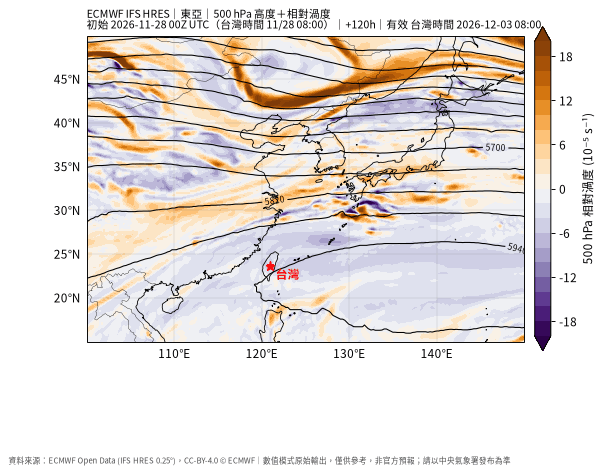 ECMWF IFS HRES｜東亞｜500 hPa 高度＋相對渦度
初始 2026-11-28 00Z UTC（台灣時間 11/28 08:00）｜+120h｜有效 台灣時間 2026-12-03 08:00
45°N
40°N
35°N
30°N
25°N
20°N
110°E
120°E
130°E
140°E
5700
5810
5940
台灣
18
12
6
0
-6
-12
-18
500 hPa 相對渦度 (10⁻⁵ s⁻¹)
資料來源：ECMWF Open Data (IFS HRES 0.25°)，CC-BY-4.0 © ECMWF｜數值模式原始輸出，僅供參考，非官方預報；請以中央氣象署發布為準